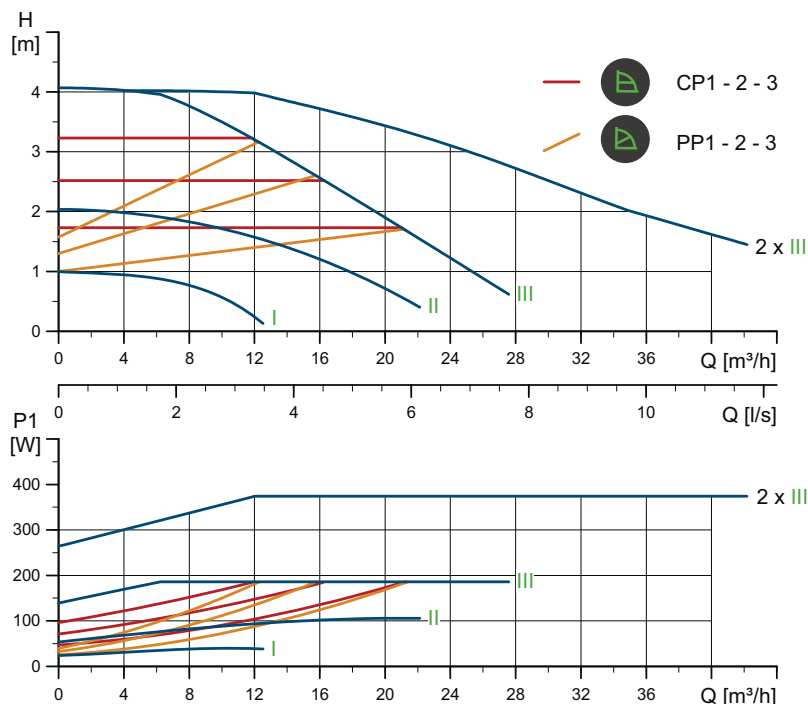 H
[m]
CP1 - 2 - 3
PP1 - 2 - 3
4
3
2
1
0
2 x III
III
II
I
0 4 8 12 16 20 24 28 32 36 Q [m³/h]
0 2 4 6 8 10 Q [l/s]
P1
[W]
400
300
200
100
0
2 x III
III
II
I
0 4 8 12 16 20 24 28 32 36 Q [m³/h]